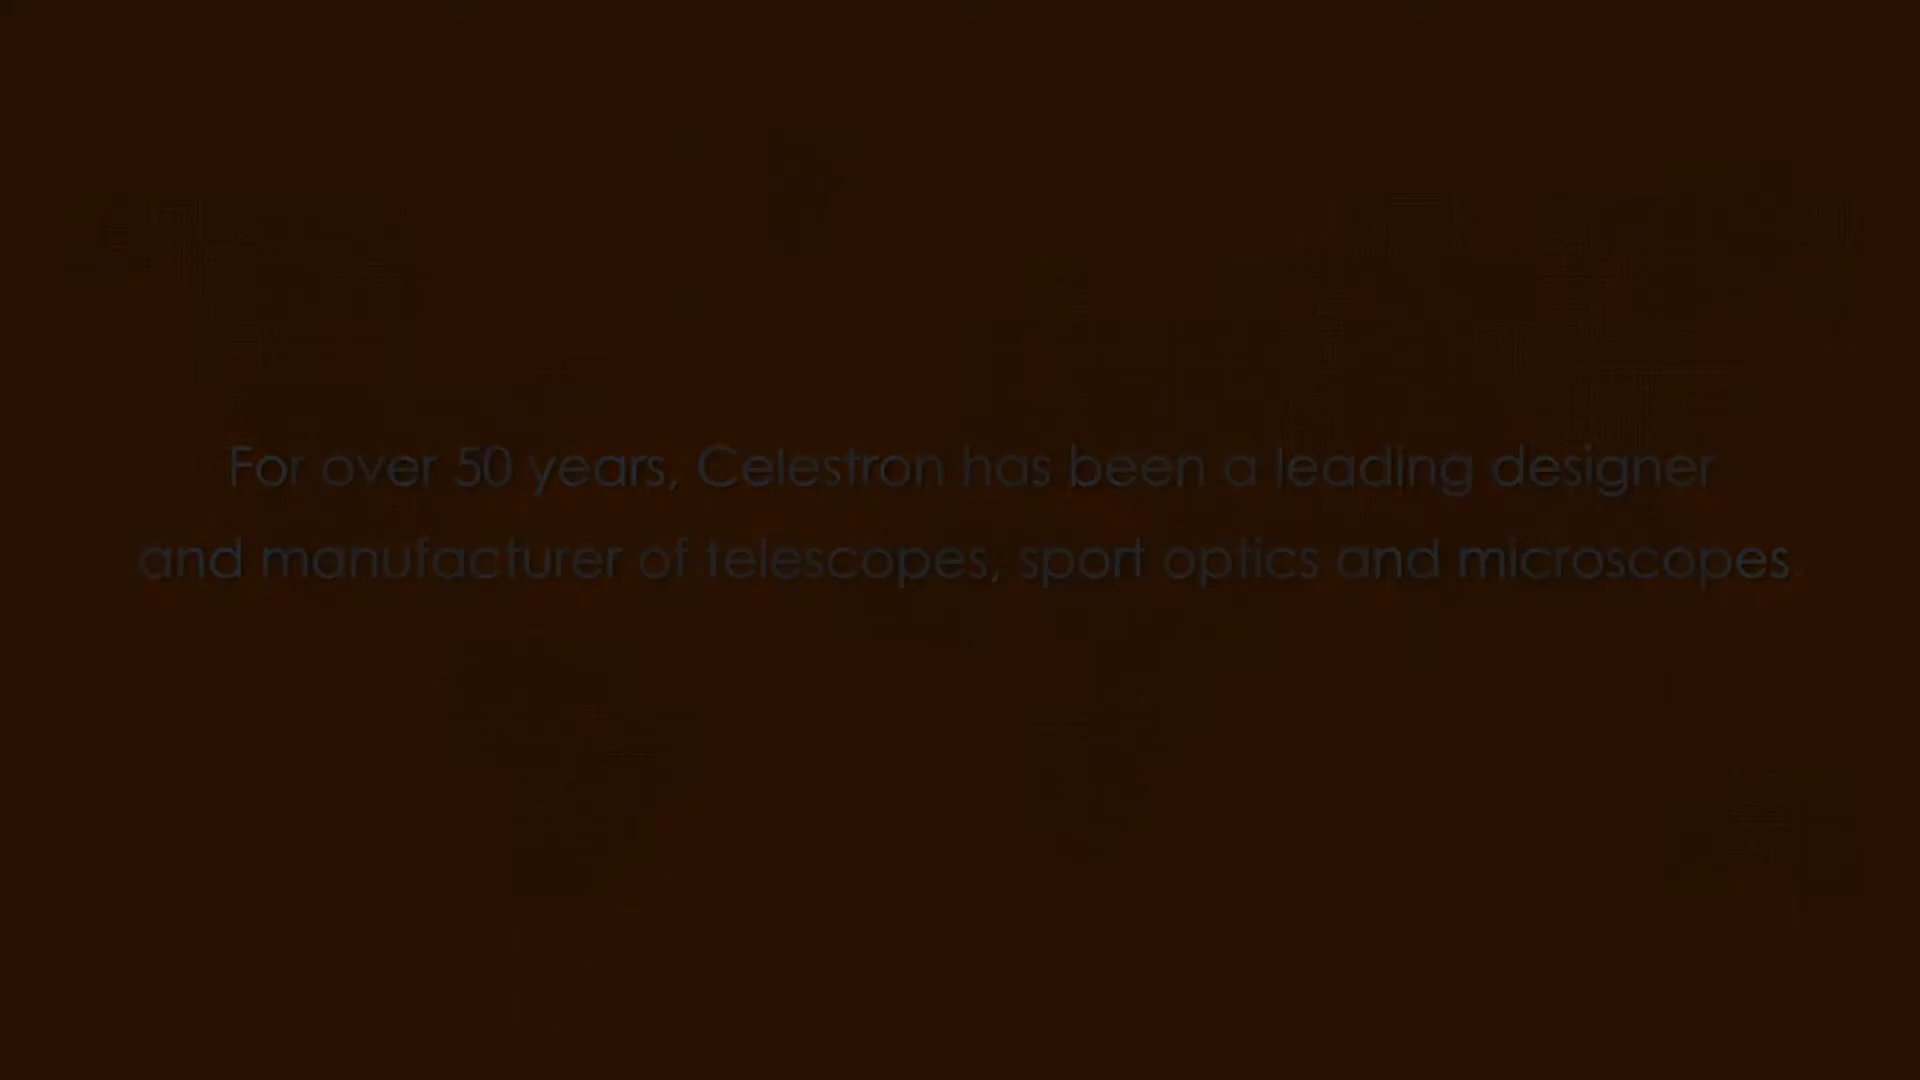 For over 50 years, Celestron has been a leading designer
and manufacturer of telescopes, sport optics and microscopes.